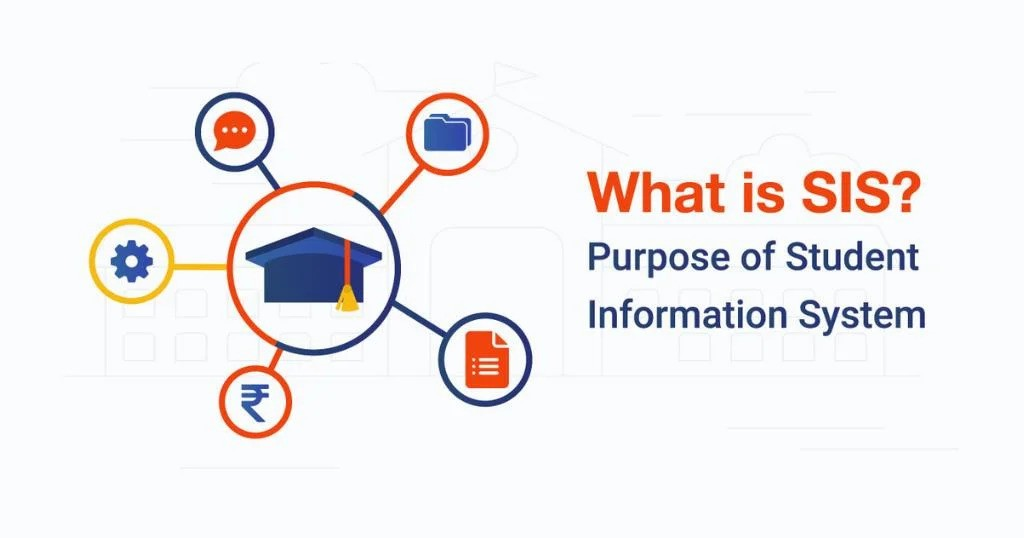 What is SIS?
Purpose of Student
Information System
₹